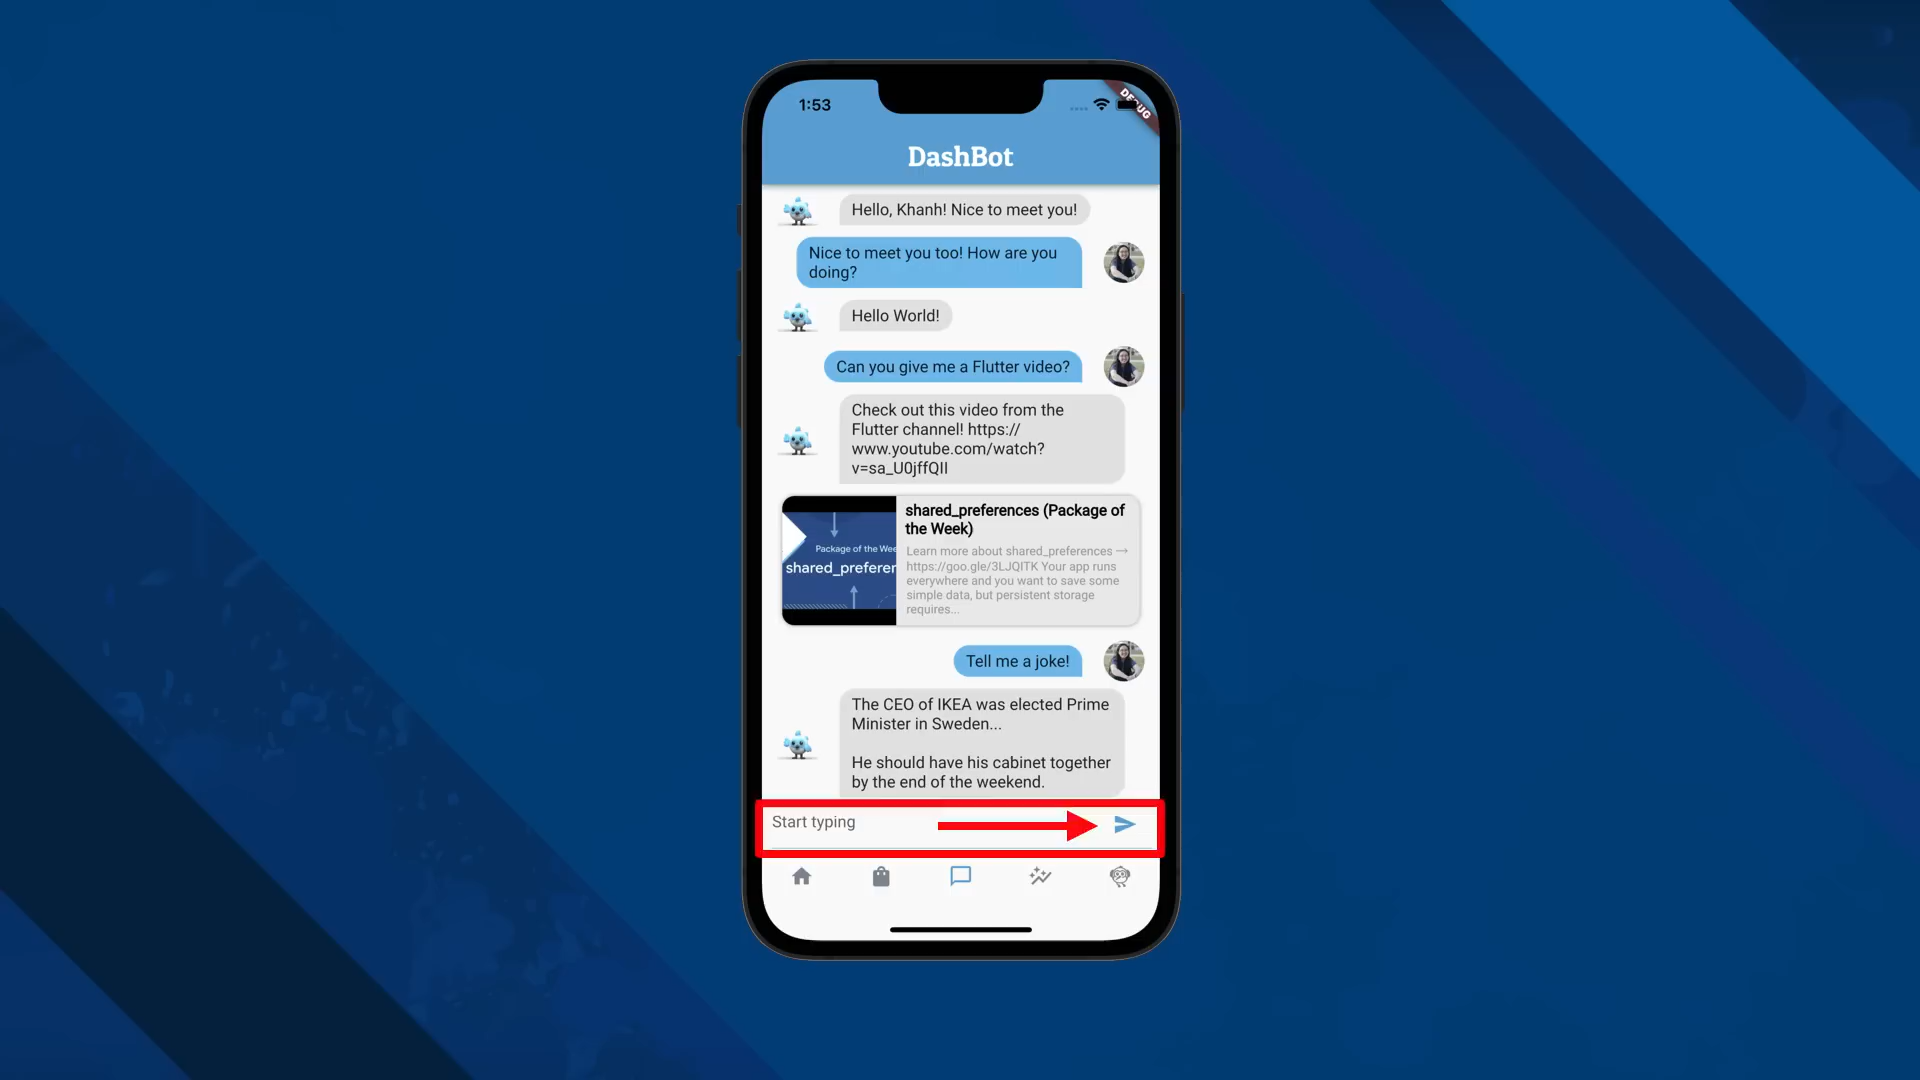 1:53
DEBUG
DashBot
Hello, Khanh! Nice to meet you!
Nice to meet you too! How are you
doing?
Hello World!
Can you give me a Flutter video?
Check out this video from the
Flutter channel! https://
www.youtube.com/watch?
v=sa_U0jffQII
Package of the Wee
shared_preferen
shared_preferences (Package of
the Week)
Learn more about shared_preferences →
https://goo.gle/3LJQITK Your app runs
everywhere and you want to save some
simple data, but persistent storage
requires...
Tell me a joke!
The CEO of IKEA was elected Prime
Minister in Sweden...
He should have his cabinet together
by the end of the weekend.
Start typing